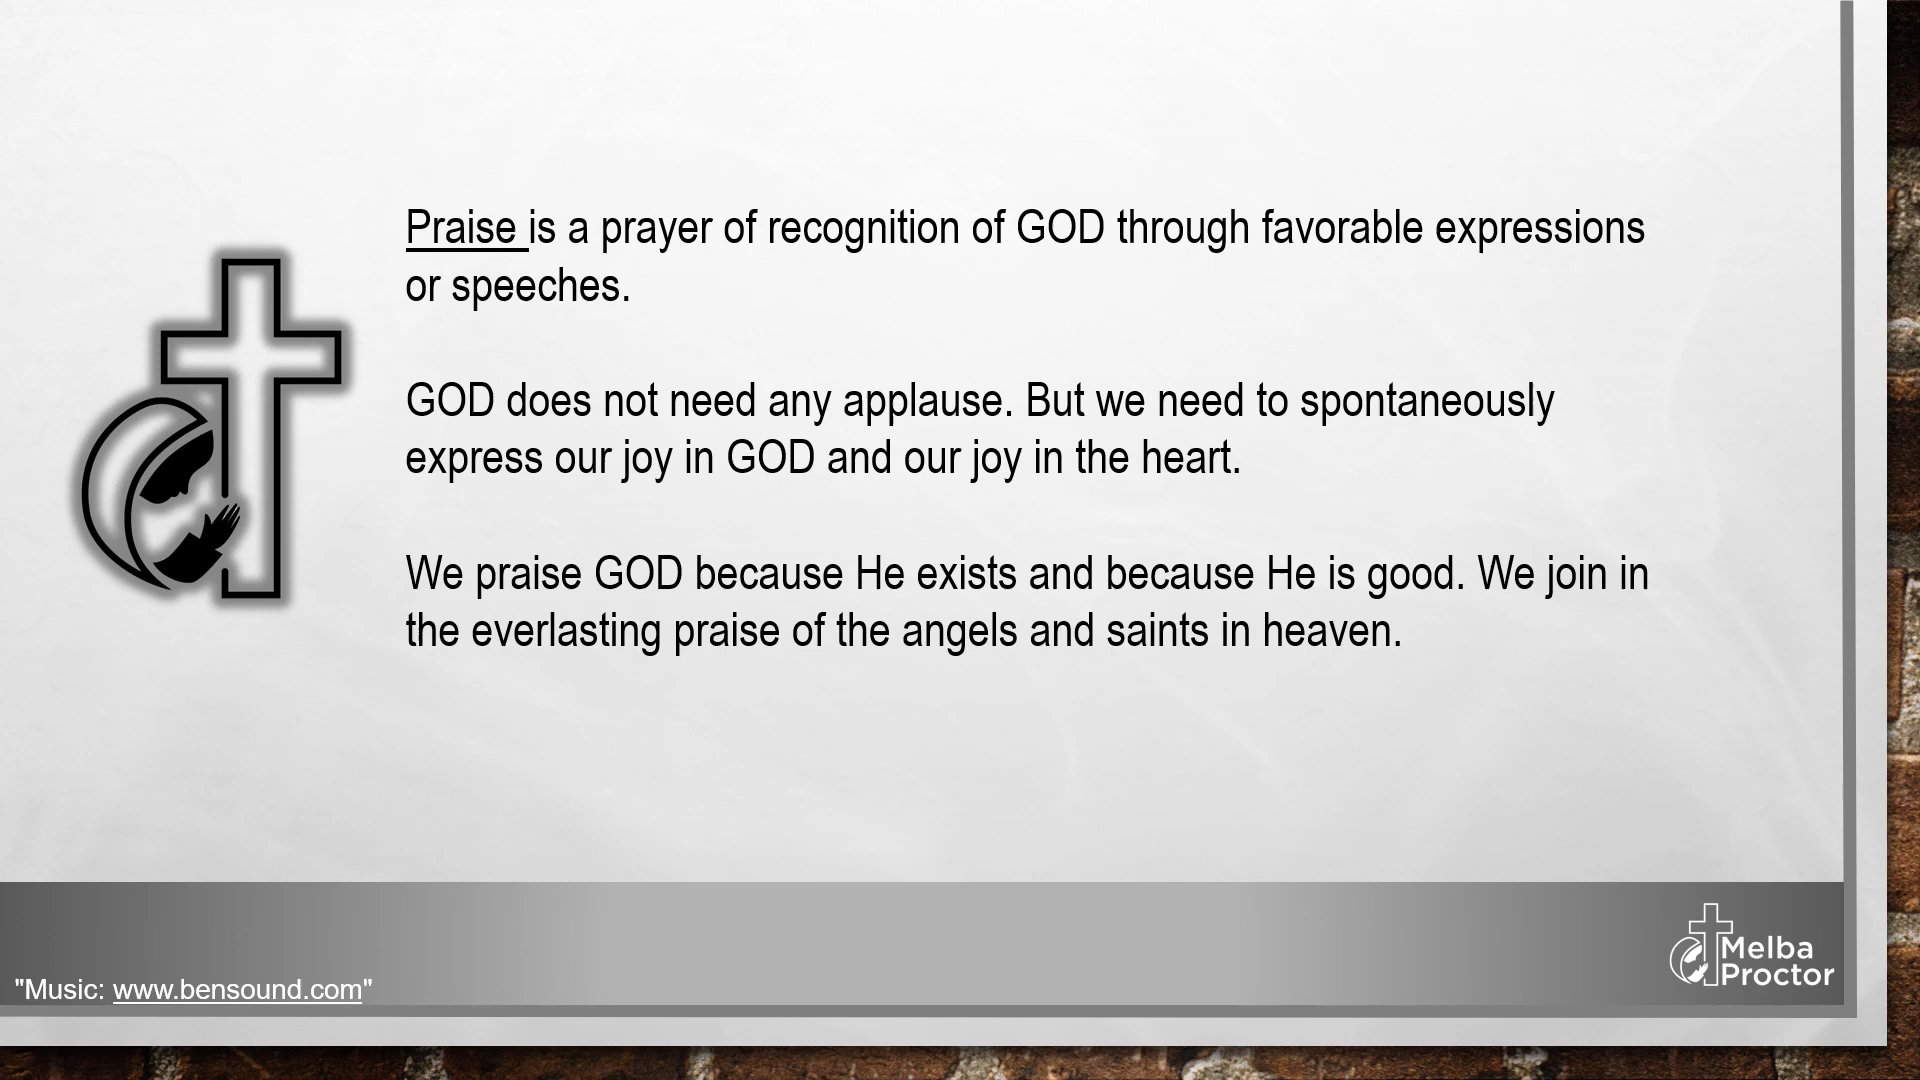 Praise is a prayer of recognition of GOD through favorable expressions
or speeches.
GOD does not need any applause. But we need to spontaneously
express our joy in GOD and our joy in the heart.
We praise GOD because He exists and because He is good. We join in
the everlasting praise of the angels and saints in heaven.
"Music: www.bensound.com"
Melba
Proctor